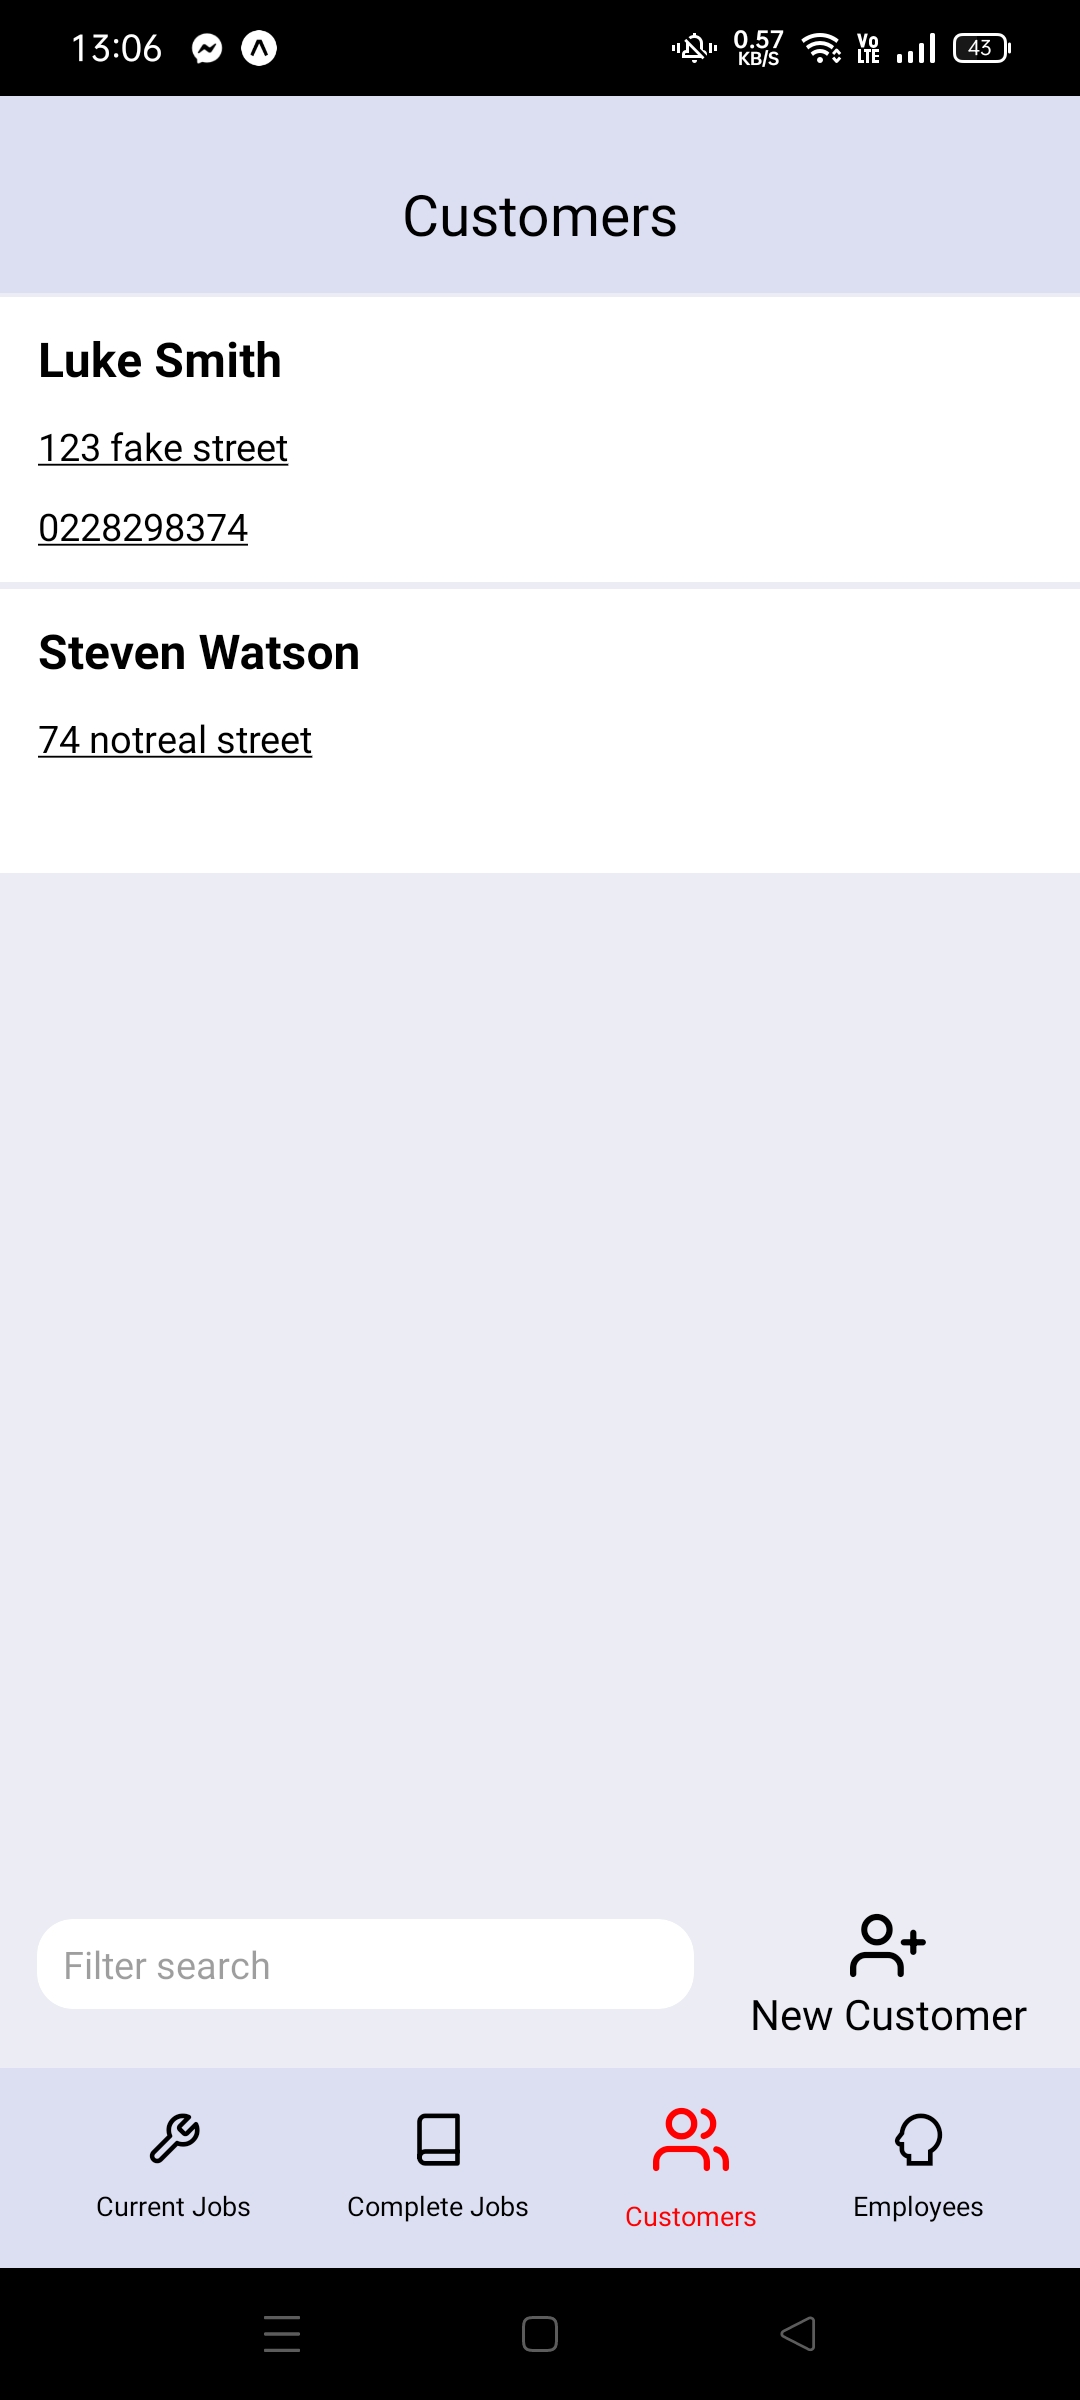 13:06
0.57
KB/S
Vo
LTE
43
Customers
Luke Smith
123 fake street
0228298374
Steven Watson
74 notreal street
Filter search
New Customer
Current Jobs
Complete Jobs
Customers
Employees